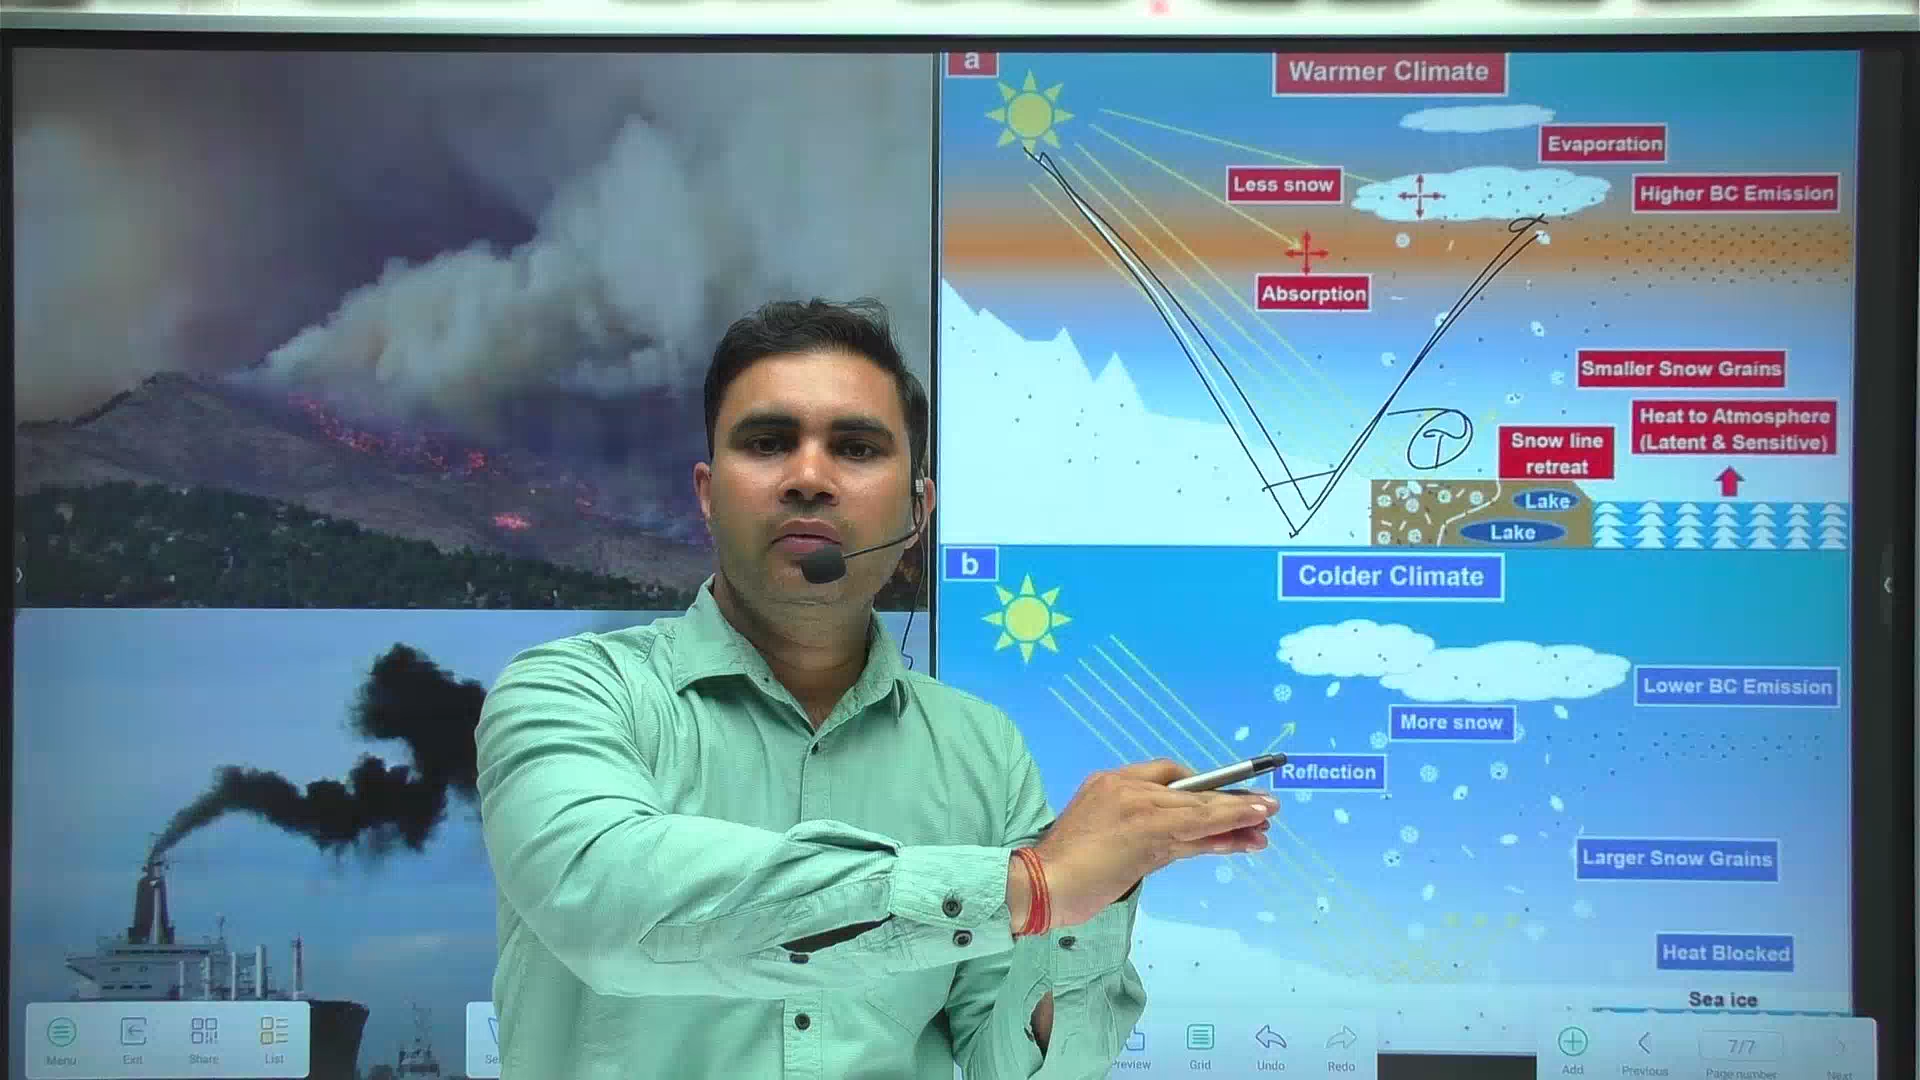 a
Warmer Climate
Evaporation
Less snow
Higher BC Emission
Absorption
Smaller Snow Grains
Heat to Atmosphere
(Latent & Sensitive)
Snow line
retreat
Lake
Lake
b
Colder Climate
Lower BC Emission
More snow
Reflection
Larger Snow Grains
Heat Blocked
Sea ice
Menu
Exit
Share
List
Grid
Undo
Redo
Add
Previous
7/7
Page number
Next